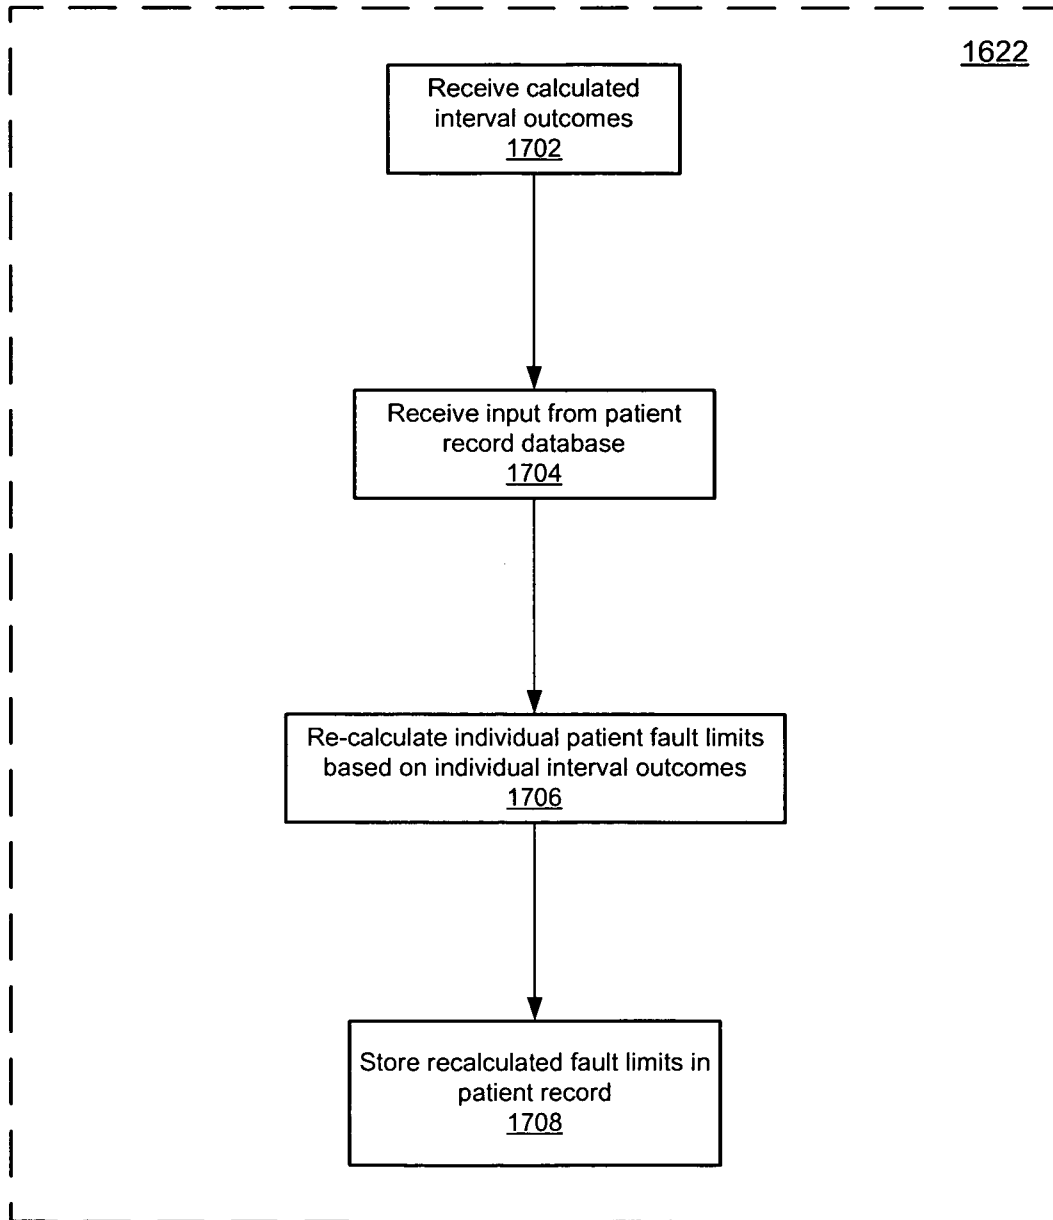 1622
Receive calculated
interval outcomes
1702
Receive input from patient
record database
1704
Re-calculate individual patient fault limits
based on individual interval outcomes
1706
Store recalculated fault limits in
patient record
1708